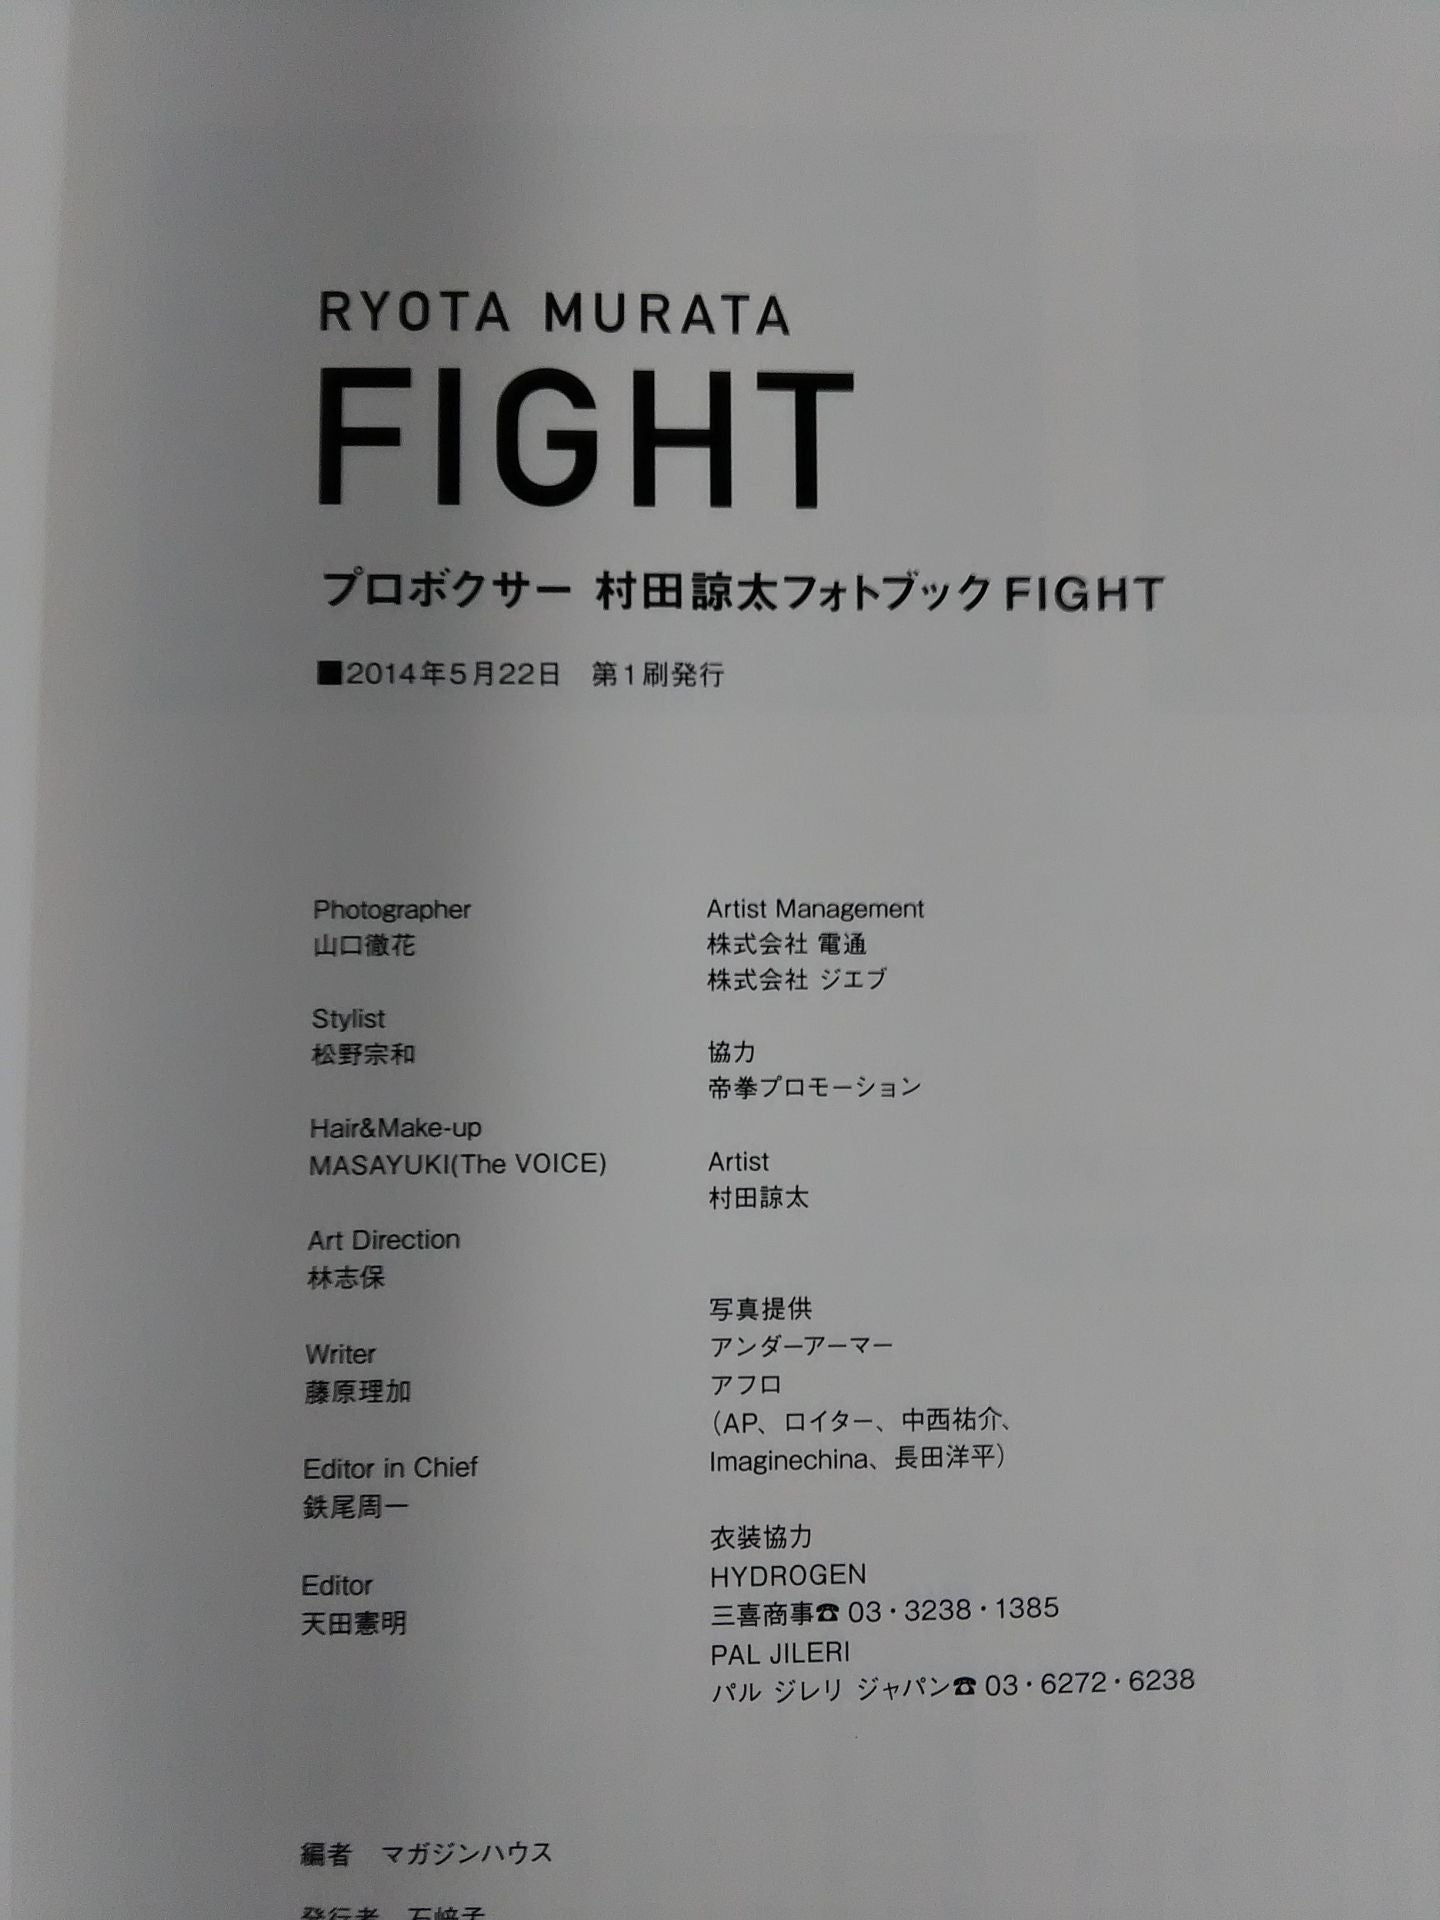 RYOTA MURATA
FIGHT
プロボクサー 村田諒太フォトブック FIGHT
■2014年5月22日　第1刷発行
Photographer
山口徹花
Stylist
松野宗和
Hair&Make-up
MASAYUKI(The VOICE)
Art Direction
林志保
Writer
藤原理加
Editor in Chief
鉄尾周一
Editor
天田憲明
Artist Management
株式会社 電通
株式会社 ジエブ
協力
帝拳プロモーション
Artist
村田諒太
写真提供
アンダーアーマー
アフロ
（AP、ロイター、中西祐介、
Imaginechina、長田洋平）
衣装協力
HYDROGEN
三喜商事☎03・3238・1385
PAL JILERI
パル ジレリ ジャパン☎03・6272・6238
編者　マガジンハウス
発行者